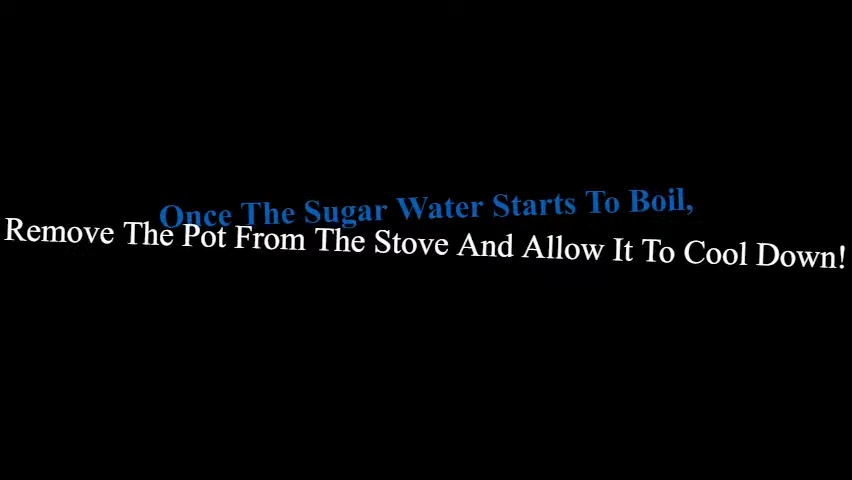 Once The Sugar Water Starts To Boil,
Remove The Pot From The Stove And Allow It To Cool Down!